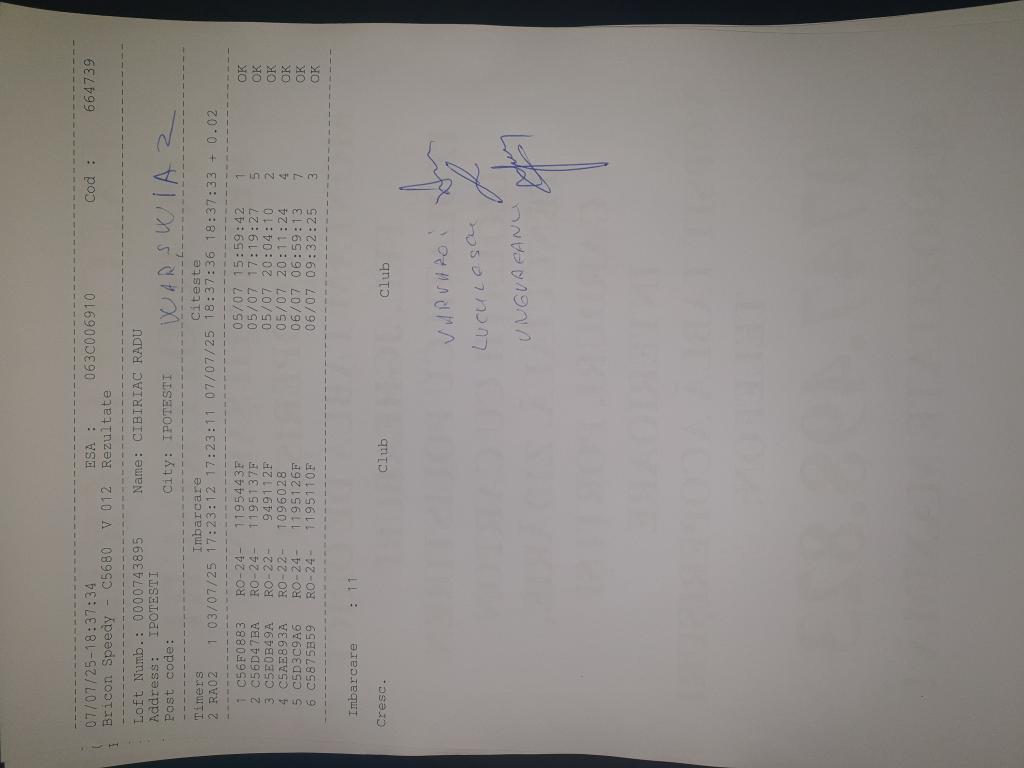 07/07/25-18:37:34 ESA : 063C006910 Cod : 664739
Bricon Speedy - C5680 V 012 Rezultate
Loft Numb.: 0000743895 Name: CIBIRIAC RADU
Address: IPOTESTI
Post code: City: IPOTESTI WARȘWIA 2
Timers Imbarcare Citeste
2 RA02 1 03/07/25 17:23:12 17:23:11 07/07/25 18:37:36 18:37:33 + 0.02
1 C56F0883 RO-24- 1195443F 05/07 15:59:42 1 OK
2 C56D47BA RO-24- 1195137F 05/07 17:19:27 5 OK
3 C5E0B49A RO-22- 949112F 05/07 20:04:10 2 OK
4 C5AE893A RO-22- 1096028 05/07 20:11:24 4 OK
5 C5D3C9A6 RO-24- 1195126F 06/07 06:59:13 7 OK
6 C5875B59 RO-24- 1195110F 06/07 09:32:25 3 OK
Imbarcare : 11
Cresc. Club Club
VARVAROI
LUCULESCU
UNGUREANU